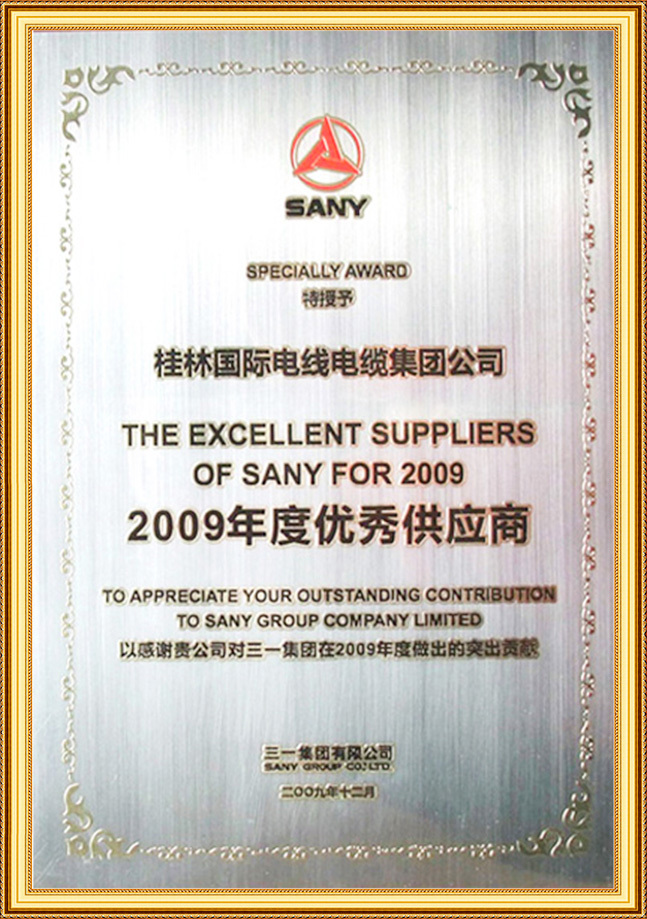 SANY
SPECIALLY AWARD
特授予
桂林国际电线电缆集团公司
THE EXCELLENT SUPPLIERS
OF SANY FOR 2009
2009年度优秀供应商
TO APPRECIATE YOUR OUTSTANDING CONTRIBUTION
TO SANY GROUP COMPANY LIMITED
以感谢贵公司对三一集团在2009年度做出的突出贡献
三一集团有限公司
SANY GROUP CO.,LTD
二〇〇九年十二月